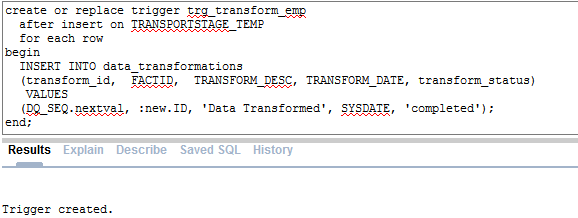 create or replace trigger trg_transform_emp
after insert on TRANSPORTSTAGE_TEMP
for each row
begin
INSERT INTO data_transformations
(transform_id, FACTID, TRANSFORM_DESC, TRANSFORM_DATE, transform_status)
VALUES
(DQ_SEQ.nextval, :new.ID, 'Data Transformed', SYSDATE, 'completed');
end;
Results Explain Describe Saved SQL History
Trigger created.